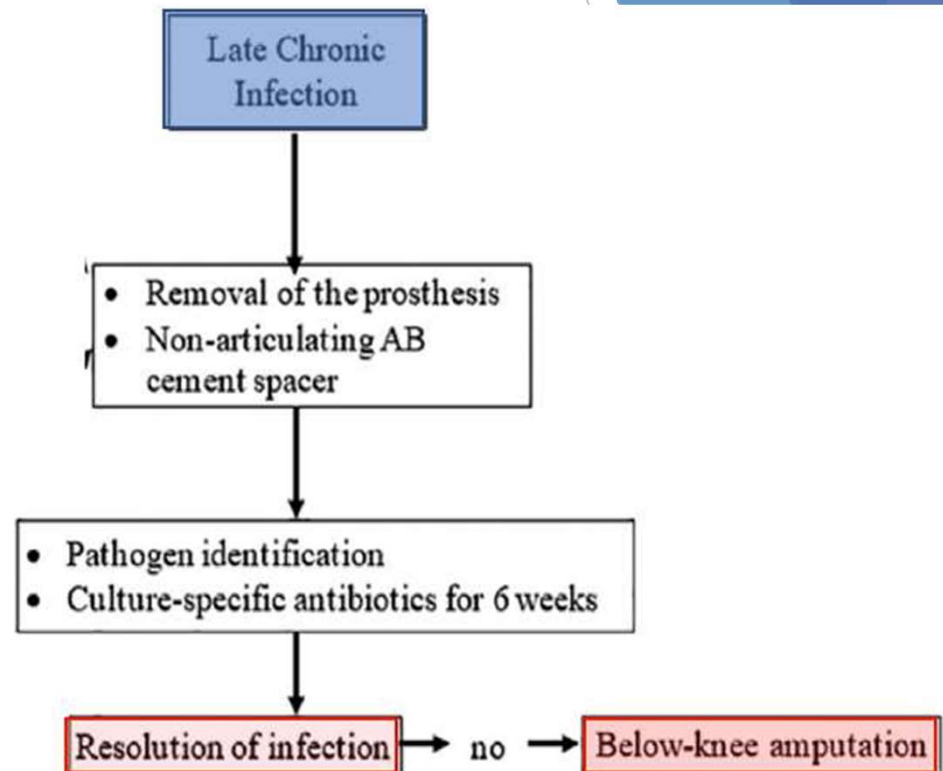 Late Chronic
Infection
• Removal of the prosthesis
• Non-articulating AB
cement spacer
• Pathogen identification
• Culture-specific antibiotics for 6 weeks
Resolution of infection no Below-knee amputation